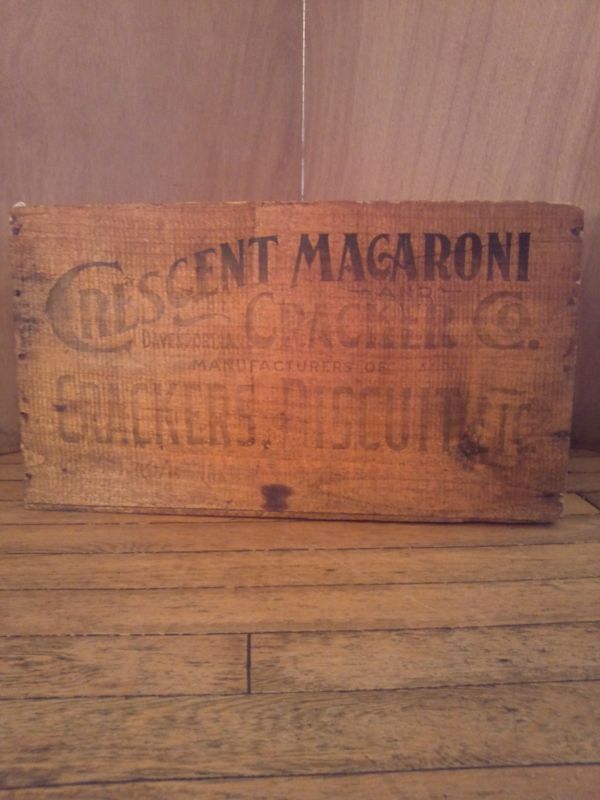 CRESCENT MACARONI
AND
CRACKER CO.
DAVENPORT, IA.
MANUFACTURERS OF
CRACKERS, BISCUIT, ETC.